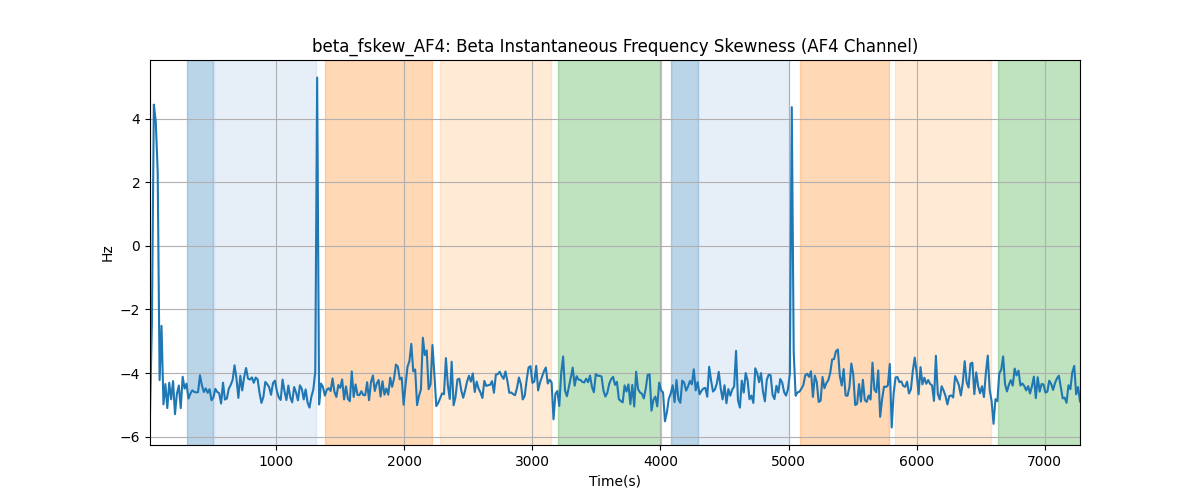 beta_fskew_AF4: Beta Instantaneous Frequency Skewness (AF4 Channel)
4
2
0
−2
−4
−6
Hz
1000 2000 3000 4000 5000 6000 7000
Time(s)